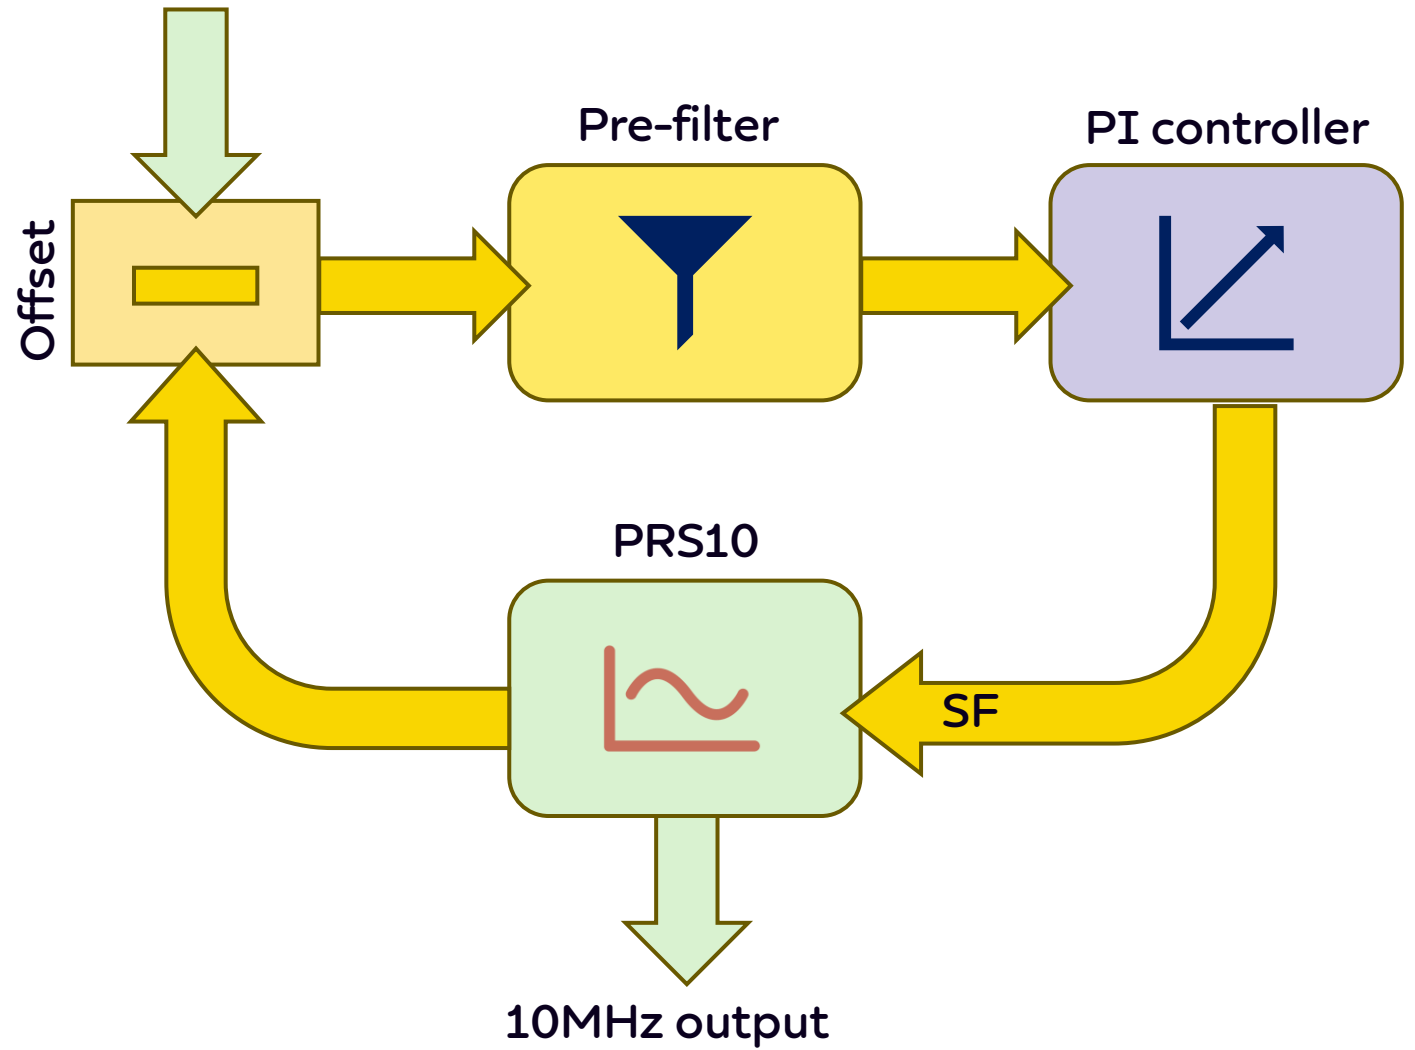 Pre-filter
PI controller
Offset
PRS10
SF
10MHz output